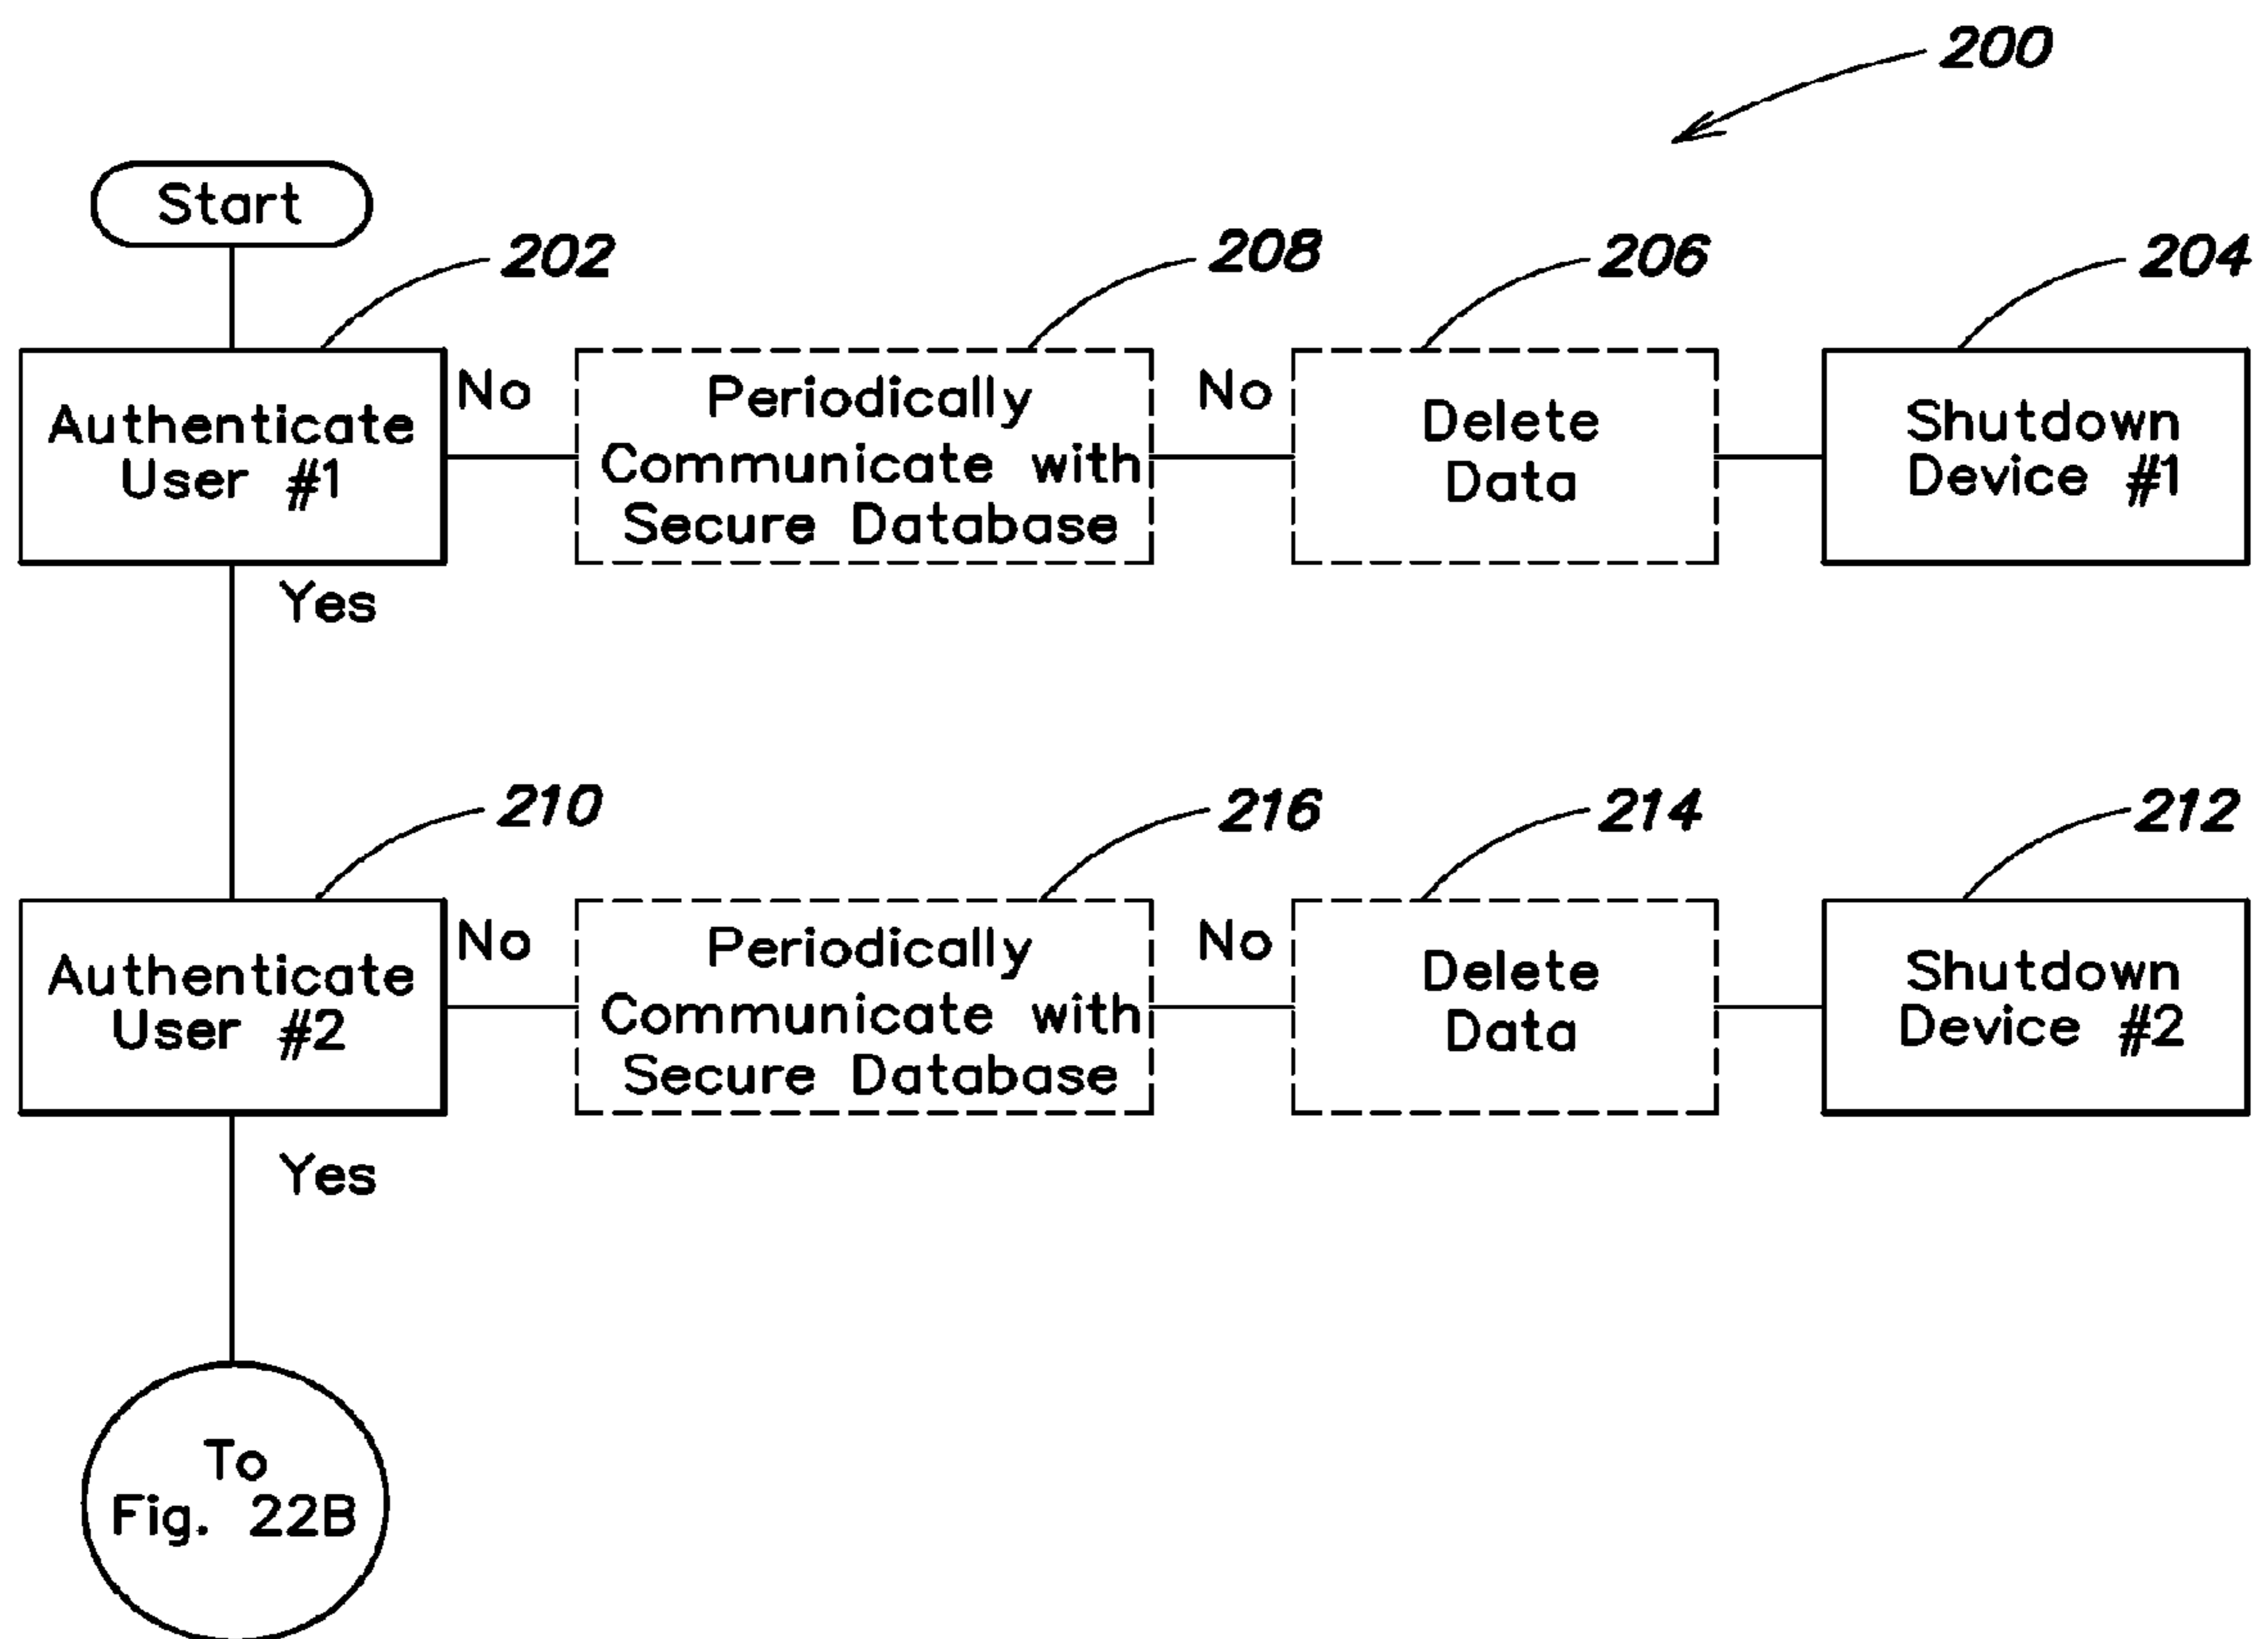 200
Start
202
208
206
204
Authenticate
User #1
No
Periodically
Communicate with
Secure Database
No
Delete
Data
Shutdown
Device #1
Yes
210
216
214
212
Authenticate
User #2
No
Periodically
Communicate with
Secure Database
No
Delete
Data
Shutdown
Device #2
Yes
To
Fig. 22B